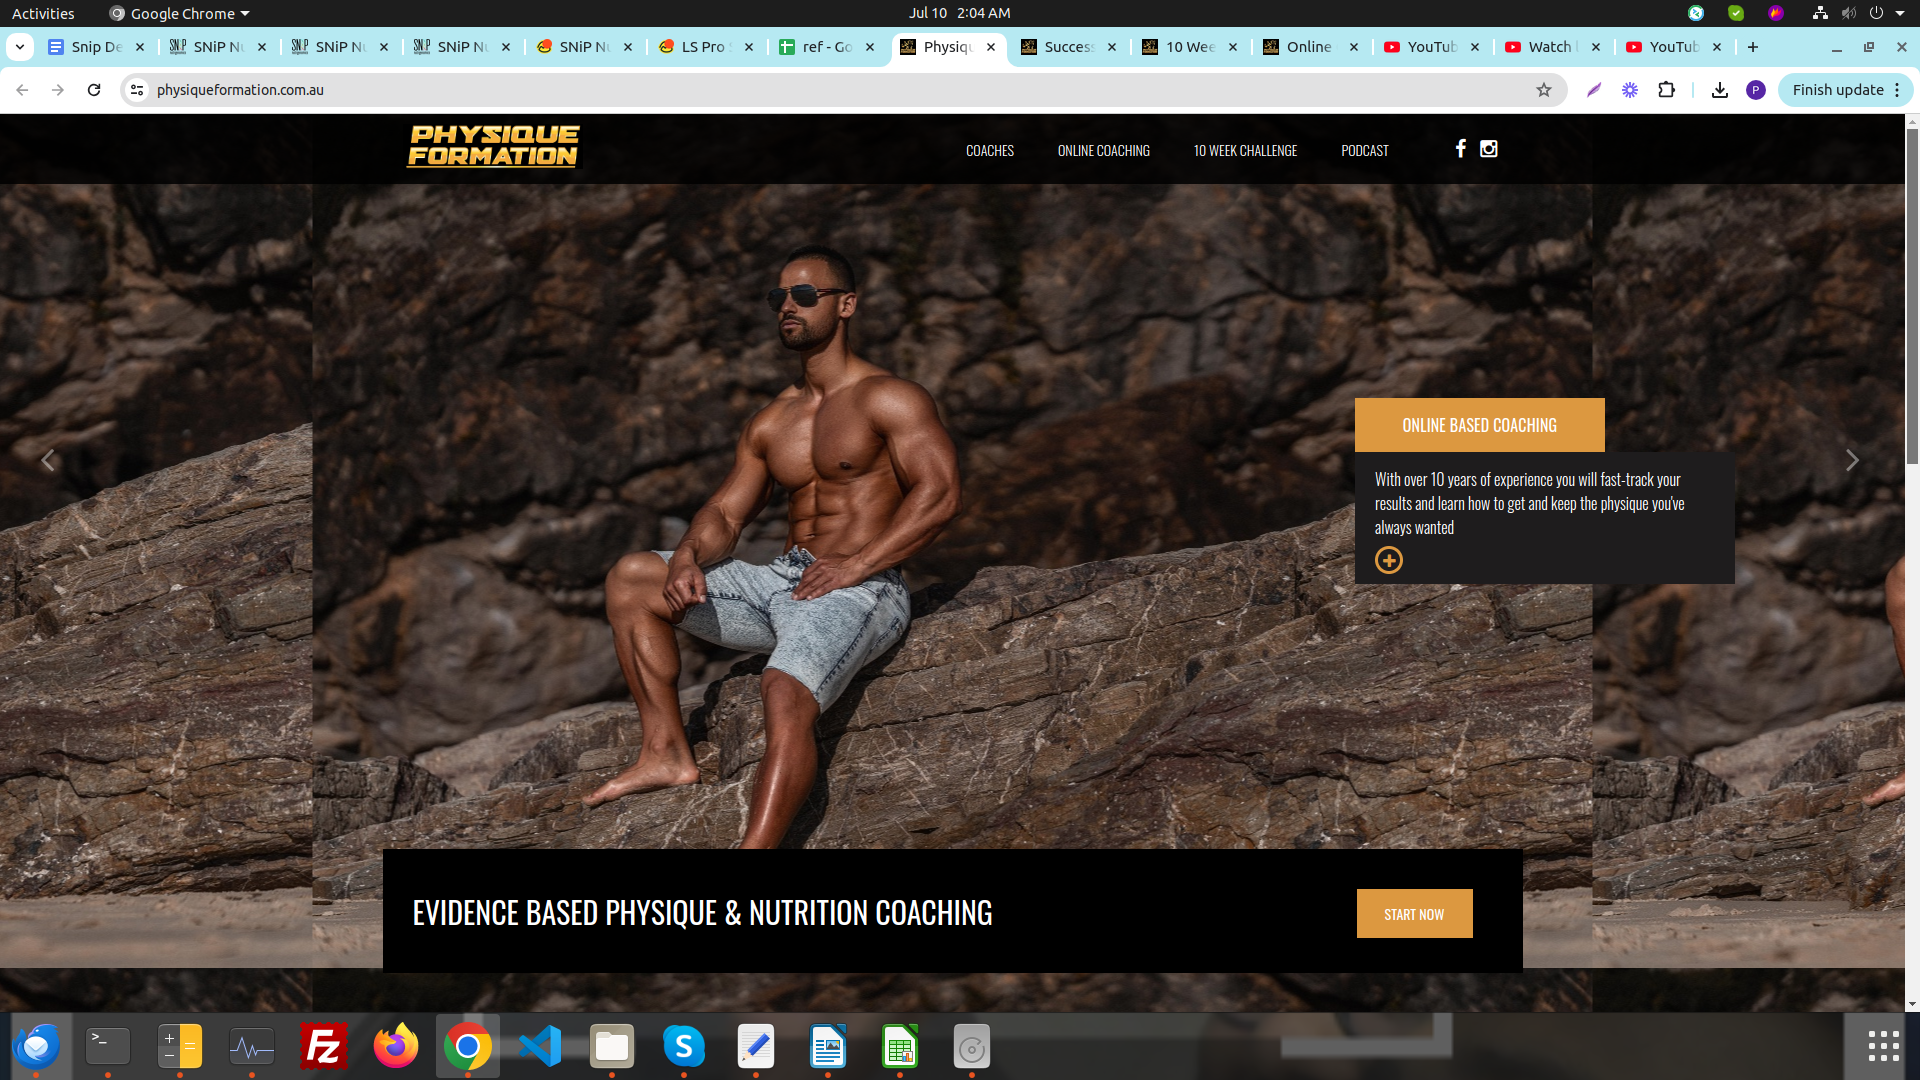 Activities
Google Chrome
Jul 10 2:04 AM
Snip De
SNiP Nu
SNiP Nu
SNiP Nu
SNiP Nu
LS Pro
ref - Go
Physiqu
Success
10 Wee
Online
YouTub
Watch
YouTub
physiqueformation.com.au
P
Finish update
PHYSIQUE
FORMATION
COACHES
ONLINE COACHING
10 WEEK CHALLENGE
PODCAST
ONLINE BASED COACHING
With over 10 years of experience you will fast-track your
results and learn how to get and keep the physique you've
always wanted
EVIDENCE BASED PHYSIQUE & NUTRITION COACHING
START NOW